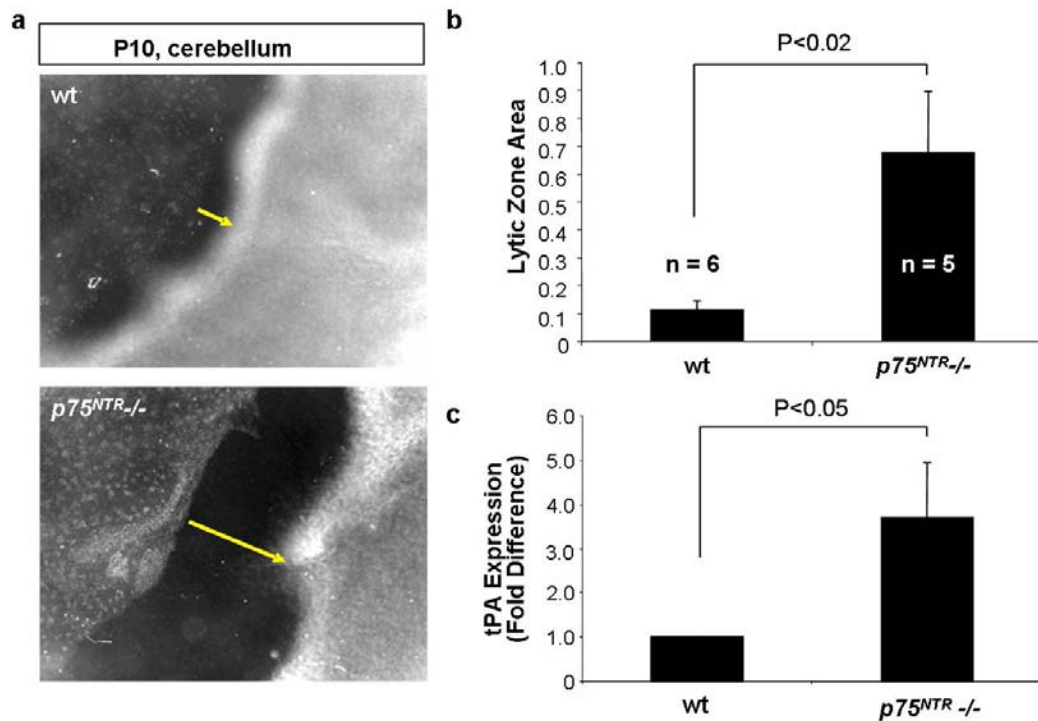 a
P10, cerebellum
wt
p75NTR-/-
b
P<0.02
Lytic Zone Area
1.0
0.9
0.8
0.7
0.6
0.5
0.4
0.3
0.2
0.1
0
n = 6
n = 5
wt
p75NTR-/-
c
P<0.05
tPA Expression
(Fold Difference)
6.0
5.0
4.0
3.0
2.0
1.0
0.0
wt
p75NTR -/-